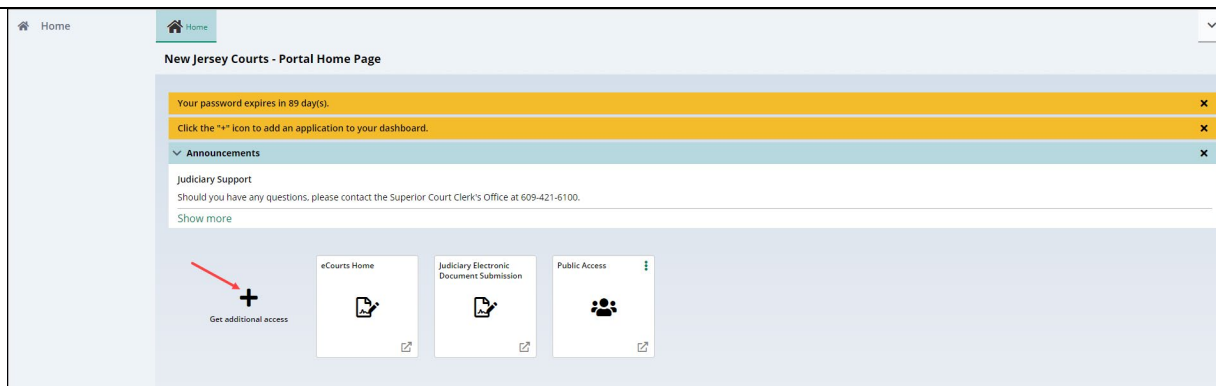 Home
Home
New Jersey Courts - Portal Home Page
Your password expires in 89 day(s).
Click the "+" icon to add an application to your dashboard.
Announcements
Judiciary Support
Should you have any questions, please contact the Superior Court Clerk's Office at 609-421-6100.
Show more
Get additional access
eCourts Home
Judiciary Electronic
Document Submission
Public Access